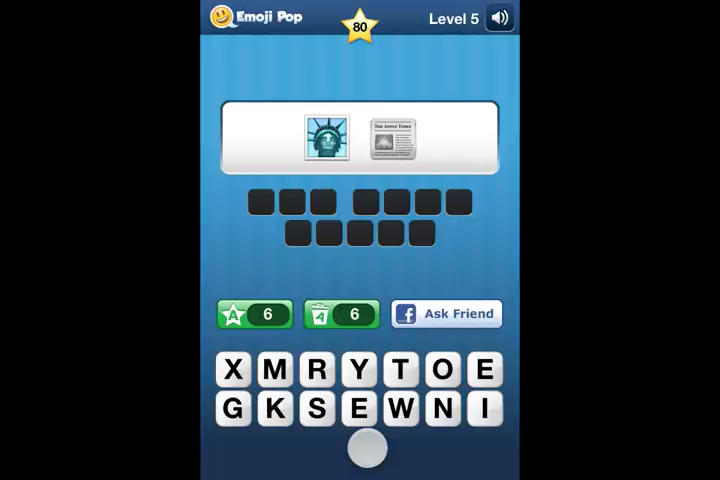 Emoji Pop
80
Level 5
THE APPLE TIMES
A 6
6
f Ask Friend
X M R Y T O E
G K S E W N I